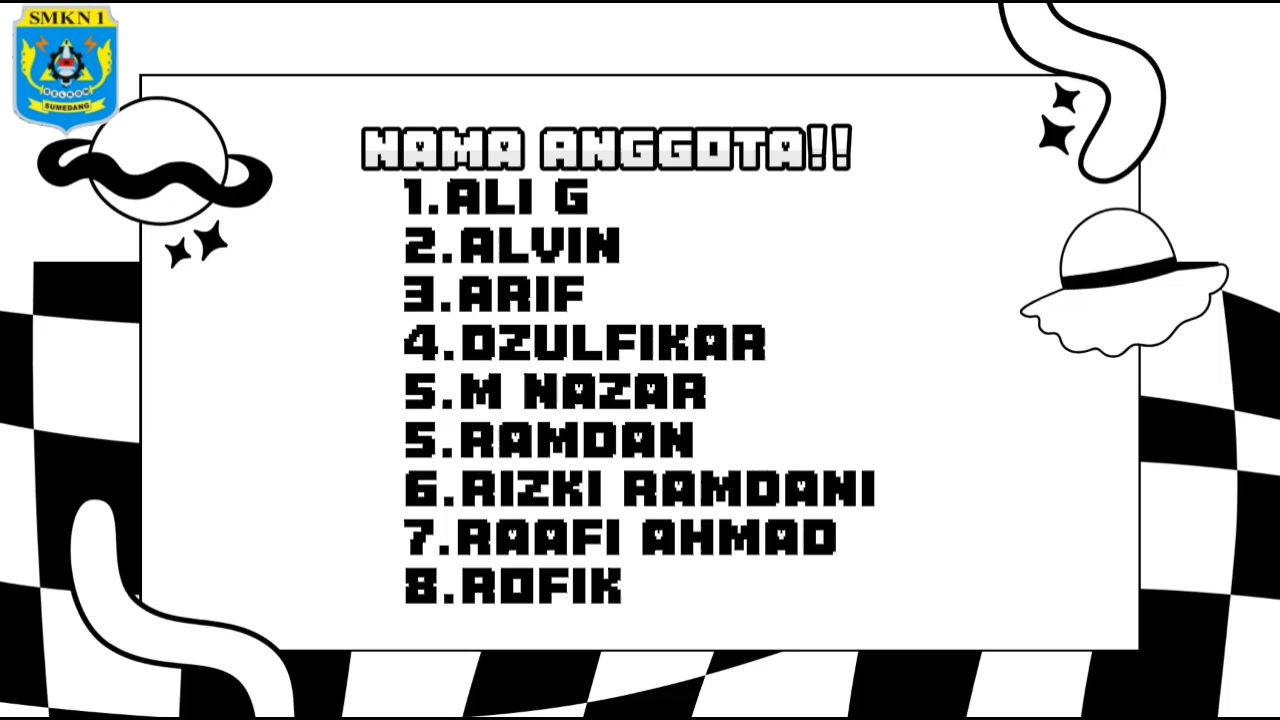 SMKN 1
SUMEDANG
NAMA ANGGOTA!!
1.ALI G
2.ALVIN
3.ARIF
4.DZULFIKAR
5.M NAZAR
5.RAMDAN
6.RIZKI RAMDANI
7.RAAFI AHMAD
8.ROFIK